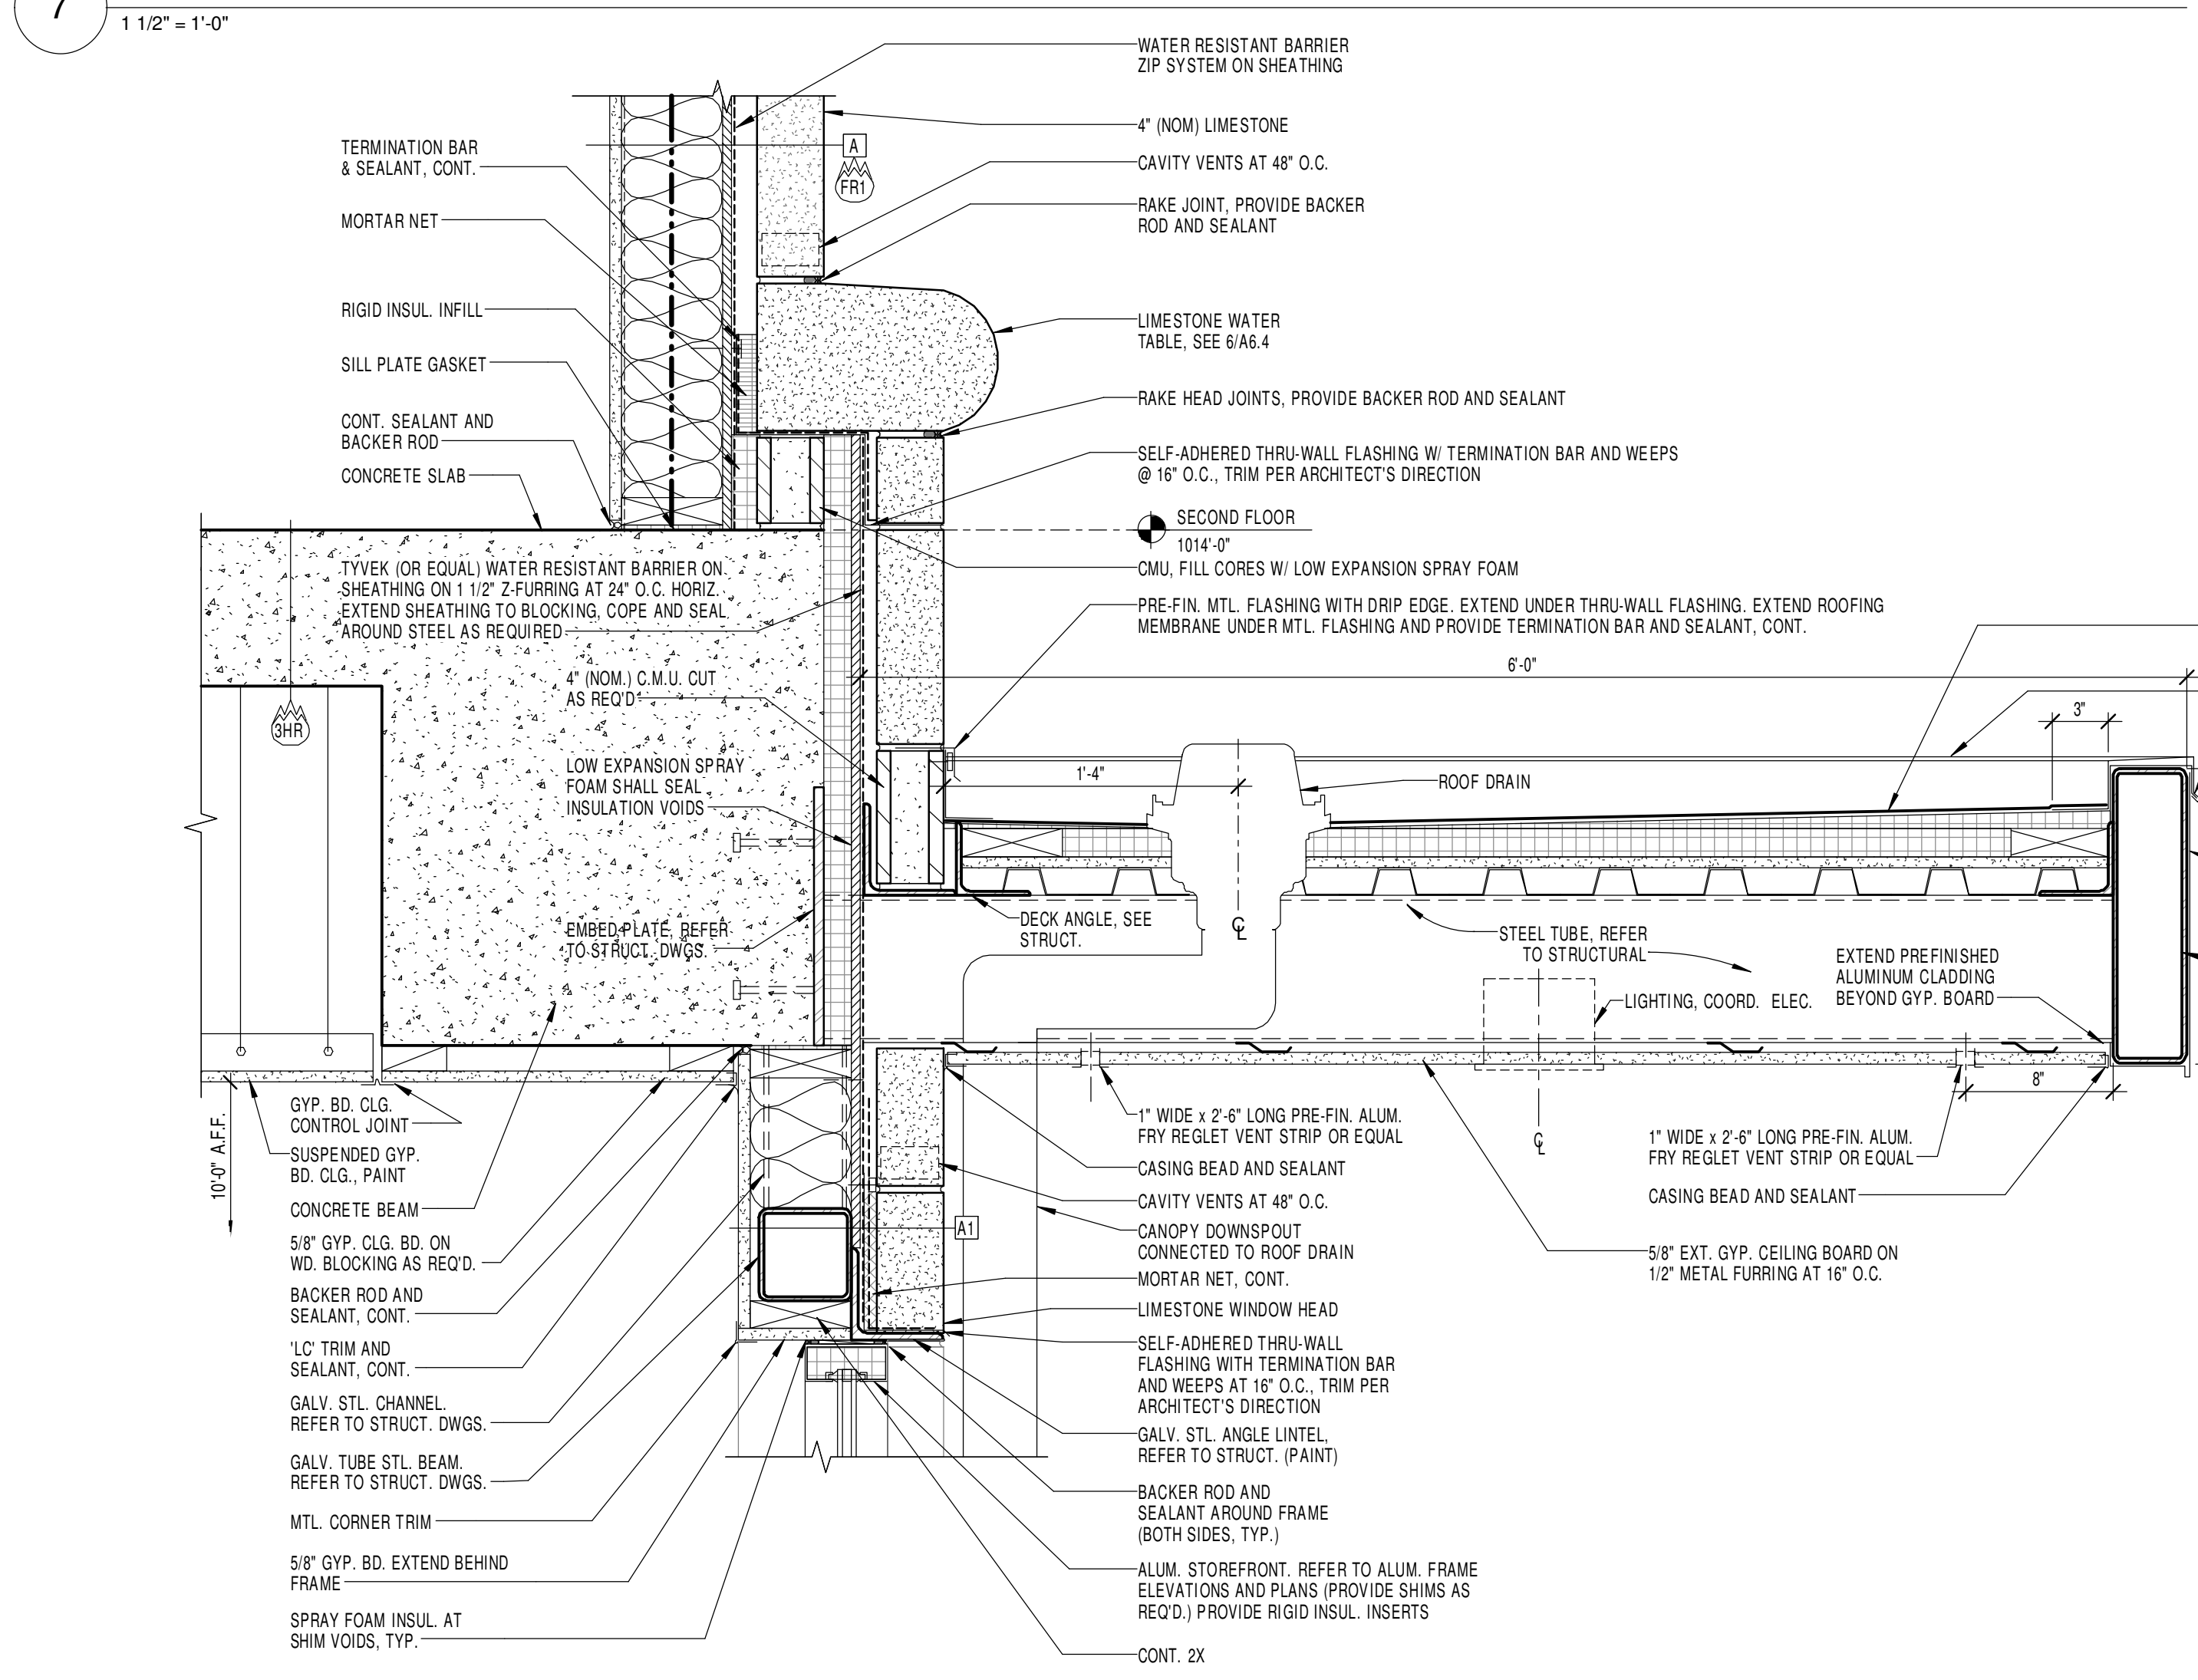 7
1 1/2" = 1'-0"
WATER RESISTANT BARRIER
ZIP SYSTEM ON SHEATHING
4" (NOM) LIMESTONE
CAVITY VENTS AT 48" O.C.
RAKE JOINT, PROVIDE BACKER
ROD AND SEALANT
LIMESTONE WATER
TABLE, SEE 6/A6.4
RAKE HEAD JOINTS, PROVIDE BACKER ROD AND SEALANT
SELF-ADHERED THRU-WALL FLASHING W/ TERMINATION BAR AND WEEPS
@ 16" O.C., TRIM PER ARCHITECT'S DIRECTION
SECOND FLOOR
1014'-0"
CMU, FILL CORES W/ LOW EXPANSION SPRAY FOAM
PRE-FIN. MTL. FLASHING WITH DRIP EDGE. EXTEND UNDER THRU-WALL FLASHING. EXTEND ROOFING
MEMBRANE UNDER MTL. FLASHING AND PROVIDE TERMINATION BAR AND SEALANT, CONT.
A
FR1
TERMINATION BAR
& SEALANT, CONT.
MORTAR NET
RIGID INSUL. INFILL
SILL PLATE GASKET
CONT. SEALANT AND
BACKER ROD
CONCRETE SLAB
TYVEK (OR EQUAL) WATER RESISTANT BARRIER ON
SHEATHING ON 1 1/2" Z-FURRING AT 24" O.C. HORIZ.
EXTEND SHEATHING TO BLOCKING, COPE AND SEAL
AROUND STEEL AS REQUIRED
4" (NOM.) C.M.U. CUT
AS REQ'D
3HR
LOW EXPANSION SPRAY
FOAM SHALL SEAL
INSULATION VOIDS
EMBED PLATE, REFER
TO STRUCT. DWGS.
6'-0"
3"
1'-4"
ROOF DRAIN
DECK ANGLE, SEE
STRUCT.
CL
STEEL TUBE, REFER
TO STRUCTURAL
LIGHTING, COORD. ELEC.
EXTEND PREFINISHED
ALUMINUM CLADDING
BEYOND GYP. BOARD
8"
CL
10'-0" A.F.F.
GYP. BD. CLG.
CONTROL JOINT
SUSPENDED GYP.
BD. CLG., PAINT
CONCRETE BEAM
5/8" GYP. CLG. BD. ON
WD. BLOCKING AS REQ'D.
BACKER ROD AND
SEALANT, CONT.
'LC' TRIM AND
SEALANT, CONT.
GALV. STL. CHANNEL.
REFER TO STRUCT. DWGS.
GALV. TUBE STL. BEAM.
REFER TO STRUCT. DWGS.
MTL. CORNER TRIM
5/8" GYP. BD. EXTEND BEHIND
FRAME
SPRAY FOAM INSUL. AT
SHIM VOIDS, TYP.
A1
1" WIDE x 2'-6" LONG PRE-FIN. ALUM.
FRY REGLET VENT STRIP OR EQUAL
CASING BEAD AND SEALANT
CAVITY VENTS AT 48" O.C.
CANOPY DOWNSPOUT
CONNECTED TO ROOF DRAIN
MORTAR NET, CONT.
LIMESTONE WINDOW HEAD
SELF-ADHERED THRU-WALL
FLASHING WITH TERMINATION BAR
AND WEEPS AT 16" O.C., TRIM PER
ARCHITECT'S DIRECTION
GALV. STL. ANGLE LINTEL,
REFER TO STRUCT. (PAINT)
BACKER ROD AND
SEALANT AROUND FRAME
(BOTH SIDES, TYP.)
ALUM. STOREFRONT. REFER TO ALUM. FRAME
ELEVATIONS AND PLANS (PROVIDE SHIMS AS
REQ'D.) PROVIDE RIGID INSUL. INSERTS
CONT. 2X
1" WIDE x 2'-6" LONG PRE-FIN. ALUM.
FRY REGLET VENT STRIP OR EQUAL
CASING BEAD AND SEALANT
5/8" EXT. GYP. CEILING BOARD ON
1/2" METAL FURRING AT 16" O.C.